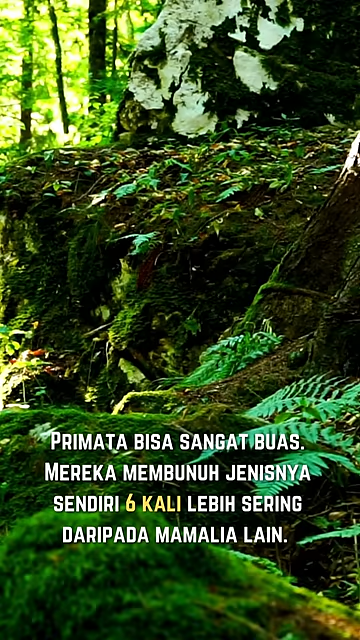 Primata bisa sangat buas.
Mereka membunuh jenisnya
sendiri 6 kali lebih sering
daripada mamalia lain.